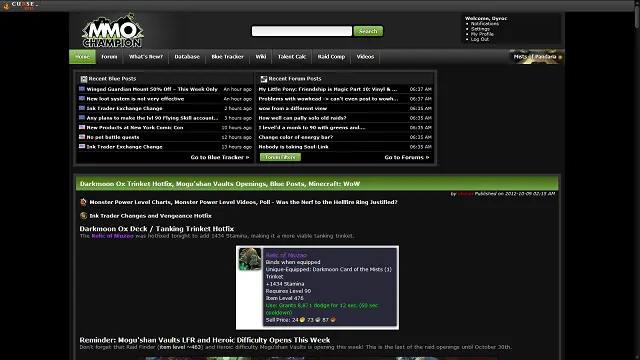 CURSE
Welcome, Dyroc
Notifications
Settings
My Profile
Log Out
MMO
CHAMPION
Search
Home Forum What's New? Database Blue Tracker Wiki Talent Calc Raid Comp Videos
Mists of Pandaria
Recent Blue Posts
Winged Guardian Mount 50% Off - This Week Only An hour ago
New loot system is not very effective An hour ago
Ink Trader Exchange Change 2 hours ago
Any plans to make the lvl 90 Flying Skill account... 3 hours ago
New Products at New York Comic Con 10 hours ago
No pet battle quests 12 hours ago
Ink Trader Exchange Change 13 hours ago
Go to Blue Tracker »
Recent Forum Posts
My Little Pony: Friendship is Magic Part 10: Vinyl & ... 06:37 AM
Problems with wowhead -> can't even post to wowh... 06:37 AM
wow from a different view 06:35 AM
How well can pally solo old raids? 06:35 AM
I level'd a monk to 90 with greens and.... 06:35 AM
Change color of energy bar? 06:35 AM
Nobody is taking Soul-Link 06:35 AM
Forum Filters Go to Forums »
Darkmoon Ox Trinket Hotfix, Mogu'shan Vaults Openings, Blue Posts, Minecraft: WoW
by Published on 2012-10-09 02:15 AM
Monster Power Level Charts, Monster Power Level Videos, Poll - Was the Nerf to the Hellfire Ring Justified?
Ink Trader Changes and Vengeance Hotfix
Darkmoon Ox Deck / Tanking Trinket Hotfix
The Relic of Niuzao was hotfixed tonight to add 1434 Stamina, making it a more viable tanking trinket.
Relic of Niuzao
Binds when equipped
Unique-Equipped: Darkmoon Card of the Mists (1)
Trinket
+1434 Stamina
Requires Level 90
Item Level 476
Use: Grants 8,871 dodge for 12 sec. (60 sec
cooldown)
Sell Price: 24 73 87
Reminder: Mogu'shan Vaults LFR and Heroic Difficulty Opens This Week
Don't forget that Raid Finder (item level ~463) and Heroic difficulty Mogu'shan Vaults is opening this week! This is the last of the raid openings until October 30th.